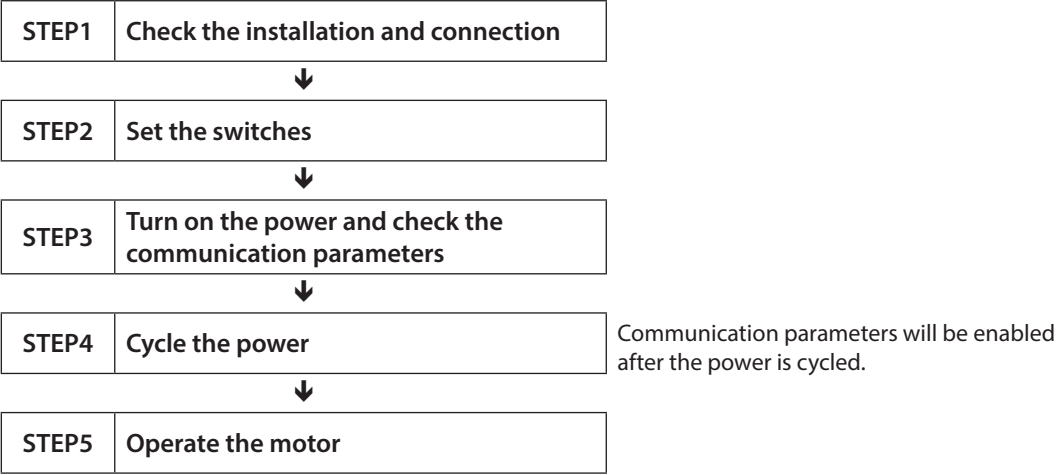 STEP1 Check the installation and connection
STEP2 Set the switches
STEP3 Turn on the power and check the
communication parameters
STEP4 Cycle the power
Communication parameters will be enabled
after the power is cycled.
STEP5 Operate the motor